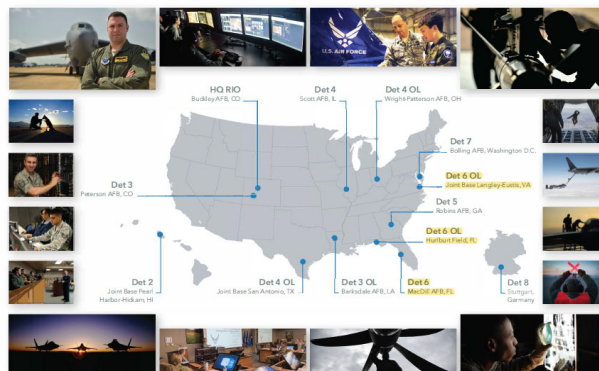 U.S. AIR FORCE
HQ RIO
Buckley AFB, CO
Det 4
Scott AFB, IL
Det 4 OL
Wright-Patterson AFB, OH
Det 7
Bolling AFB, Washington D.C.
Det 6 OL
Joint Base Langley-Eustis, VA
Det 3
Peterson AFB, CO
Det 5
Robins AFB, GA
Det 6 OL
Hurlburt Field, FL
Det 2
Joint Base Pearl
Harbor-Hickam, HI
Det 4 OL
Joint Base San Antonio, TX
Det 3 OL
Barksdale AFB, LA
Det 6
MacDill AFB, FL
Det 8
Stuttgart,
Germany